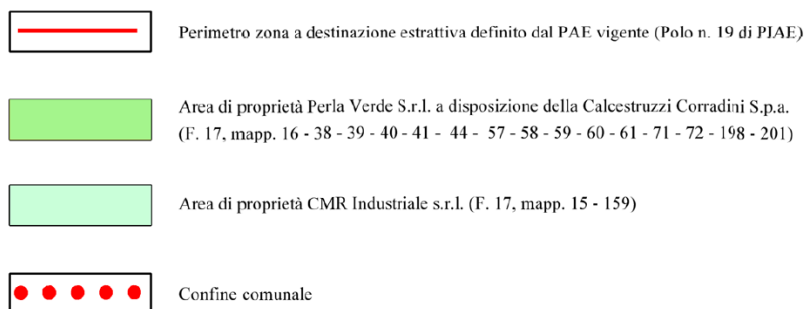 Perimetro zona a destinazione estrattiva definito dal PAE vigente (Polo n. 19 di PIAE)
Area di proprietà Perla Verde S.r.l. a disposizione della Calcestruzzi Corradini S.p.a.
(F. 17, mapp. 16 - 38 - 39 - 40 - 41 - 44 - 57 - 58 - 59 - 60 - 61 - 71 - 72 - 198 - 201)
Area di proprietà CMR Industriale s.r.l. (F. 17, mapp. 15 - 159)
Confine comunale